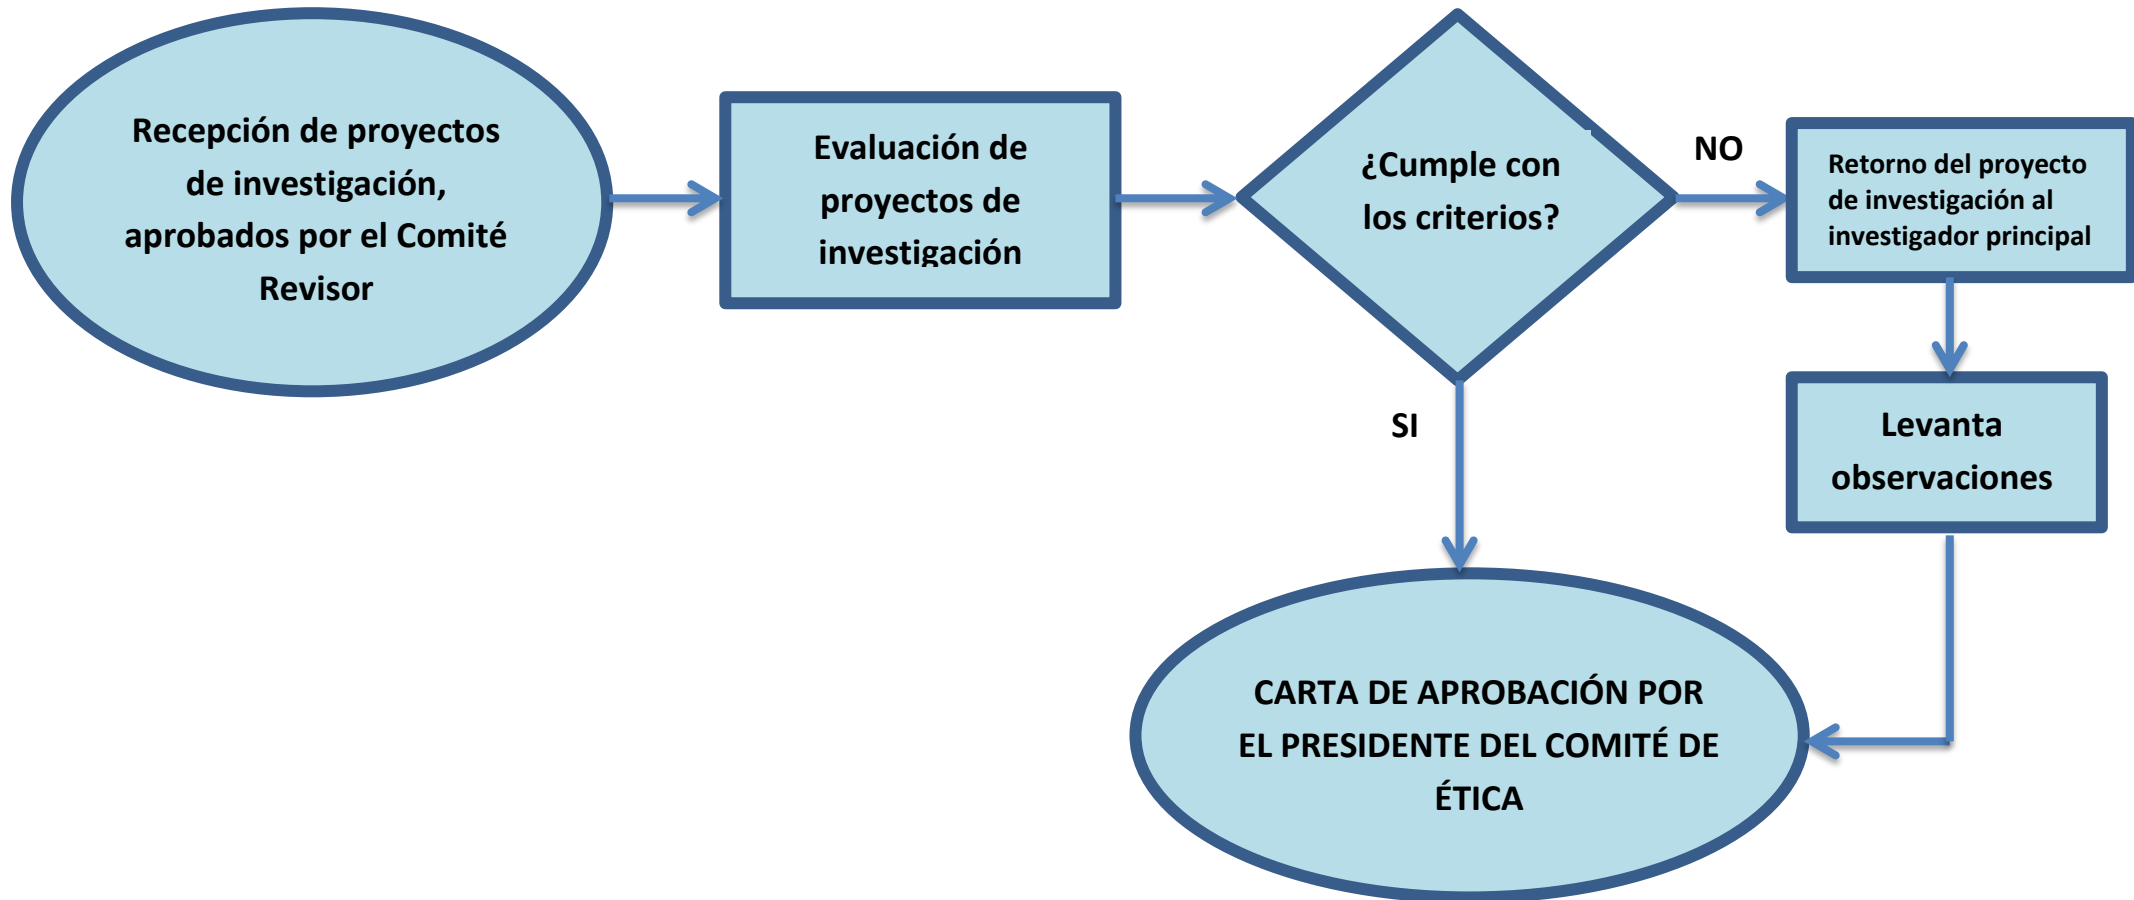 Recepción de proyectos
de investigación,
aprobados por el Comité
Revisor
Evaluación de
proyectos de
investigación
¿Cumple con
los criterios?
NO
Retorno del proyecto
de investigación al
investigador principal
SI
Levanta
observaciones
CARTA DE APROBACIÓN POR
EL PRESIDENTE DEL COMITÉ DE
ÉTICA